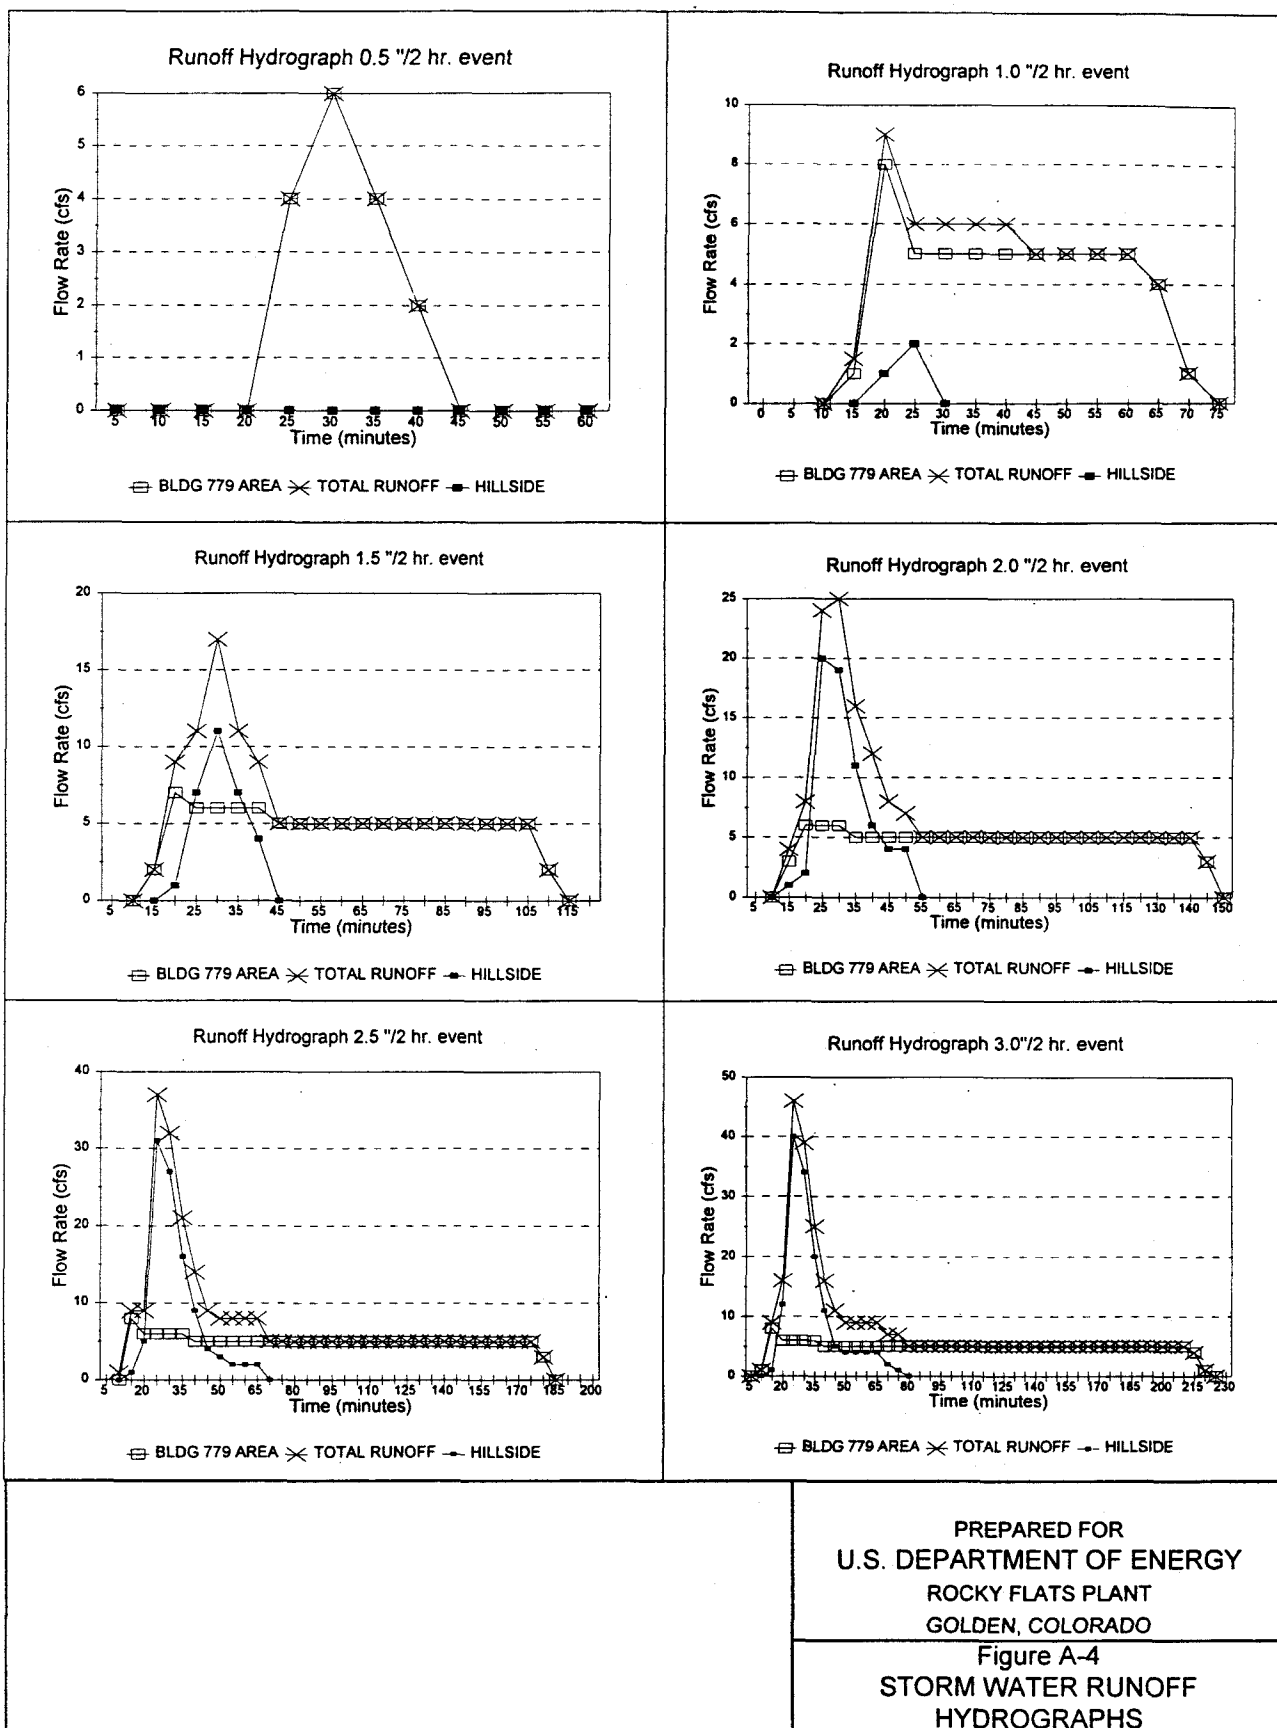 Runoff Hydrograph 0.5 "/2 hr. event
Flow Rate (cfs)
6
5
4
3
2
1
0
5 10 15 20 25 30 35 40 45 50 55 60
Time (minutes)
BLDG 779 AREA TOTAL RUNOFF HILLSIDE
Runoff Hydrograph 1.0 "/2 hr. event
Flow Rate (cfs)
10
8
6
4
2
0
0 5 10 15 20 25 30 35 40 45 50 55 60 65 70 75
Time (minutes)
BLDG 779 AREA TOTAL RUNOFF HILLSIDE
Runoff Hydrograph 1.5 "/2 hr. event
Flow Rate (cfs)
20
15
10
5
0
5 15 25 35 45 55 65 75 85 95 105 115
Time (minutes)
BLDG 779 AREA TOTAL RUNOFF HILLSIDE
Runoff Hydrograph 2.0 "/2 hr. event
Flow Rate (cfs)
25
20
15
10
5
0
5 15 25 35 45 55 65 75 90 100 115 130 140 150
Time (minutes)
BLDG 779 AREA TOTAL RUNOFF HILLSIDE
Runoff Hydrograph 2.5 "/2 hr. event
Flow Rate (cfs)
40
30
20
10
0
5 20 35 50 65 80 95 110 125 140 155 170 185 200
Time (minutes)
BLDG 779 AREA TOTAL RUNOFF HILLSIDE
Runoff Hydrograph 3.0"/2 hr. event
Flow Rate (cfs)
50
40
30
20
10
0
5 20 35 50 65 80 95 110 125 140 155 170 185 200 215 230
Time (minutes)
BLDG 779 AREA TOTAL RUNOFF HILLSIDE
PREPARED FOR
U.S. DEPARTMENT OF ENERGY
ROCKY FLATS PLANT
GOLDEN, COLORADO
Figure A-4
STORM WATER RUNOFF
HYDROGRAPHS